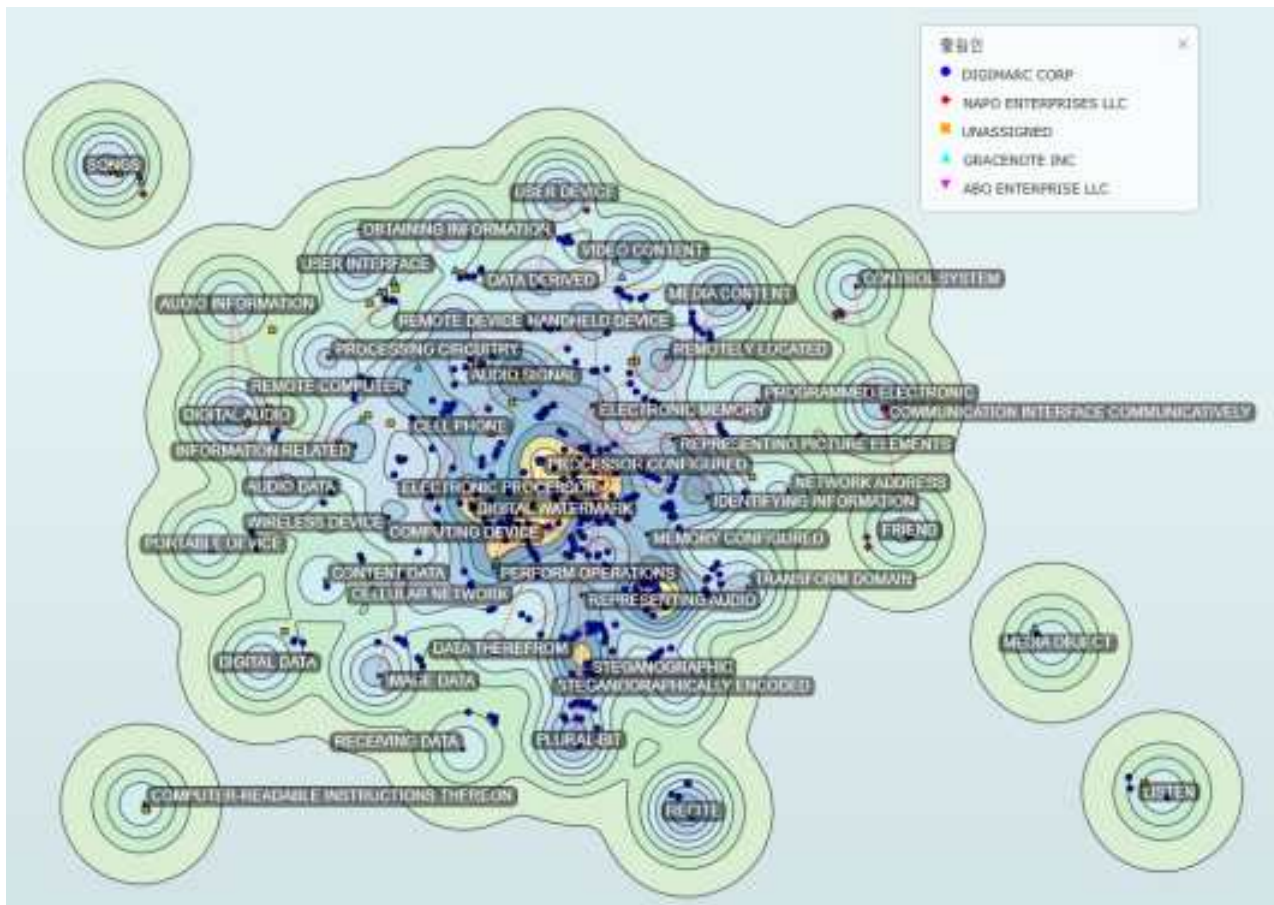 출원인
×
DIGIMARC CORP
NAPO ENTERPRISES LLC
UNASSIGNED
GRACENOTE INC
ABO ENTERPRISE LLC
SONGS
USER DEVICE
OBTAINING INFORMATION
VIDEO CONTENT
USER INTERFACE
DATA DERIVED
CONTROL SYSTEM
MEDIA CONTENT
AUDIO INFORMATION
REMOTE DEVICE HANDHELD DEVICE
PROCESSING CIRCUITRY
REMOTELY LOCATED
AUDIO SIGNAL
REMOTE COMPUTER
PROGRAMMED ELECTRONIC
DIGITAL AUDIO
ELECTRONIC MEMORY
COMMUNICATION INTERFACE COMMUNICATIVELY
CELL PHONE
INFORMATION RELATED
REPRESENTING PICTURE ELEMENTS
PROCESSOR CONFIGURED
AUDIO DATA
ELECTRONIC PROCESSOR
NETWORK ADDRESS
IDENTIFYING INFORMATION
DIGITAL WATERMARK
WIRELESS DEVICE
COMPUTING DEVICE
FRIEND
PORTABLE DEVICE
MEMORY CONFIGURED
CONTENT DATA
PERFORM OPERATIONS
TRANSFORM DOMAIN
CELLULAR NETWORK
REPRESENTING AUDIO
MEDIA OBJECT
DATA THEREFROM
DIGITAL DATA
STEGANOGRAPHIC
IMAGE DATA
STEGANOGRAPHICALLY ENCODED
RECEIVING DATA
PLURAL-BIT
COMPUTER-READABLE INSTRUCTIONS THEREON
LISTEN
RECITE